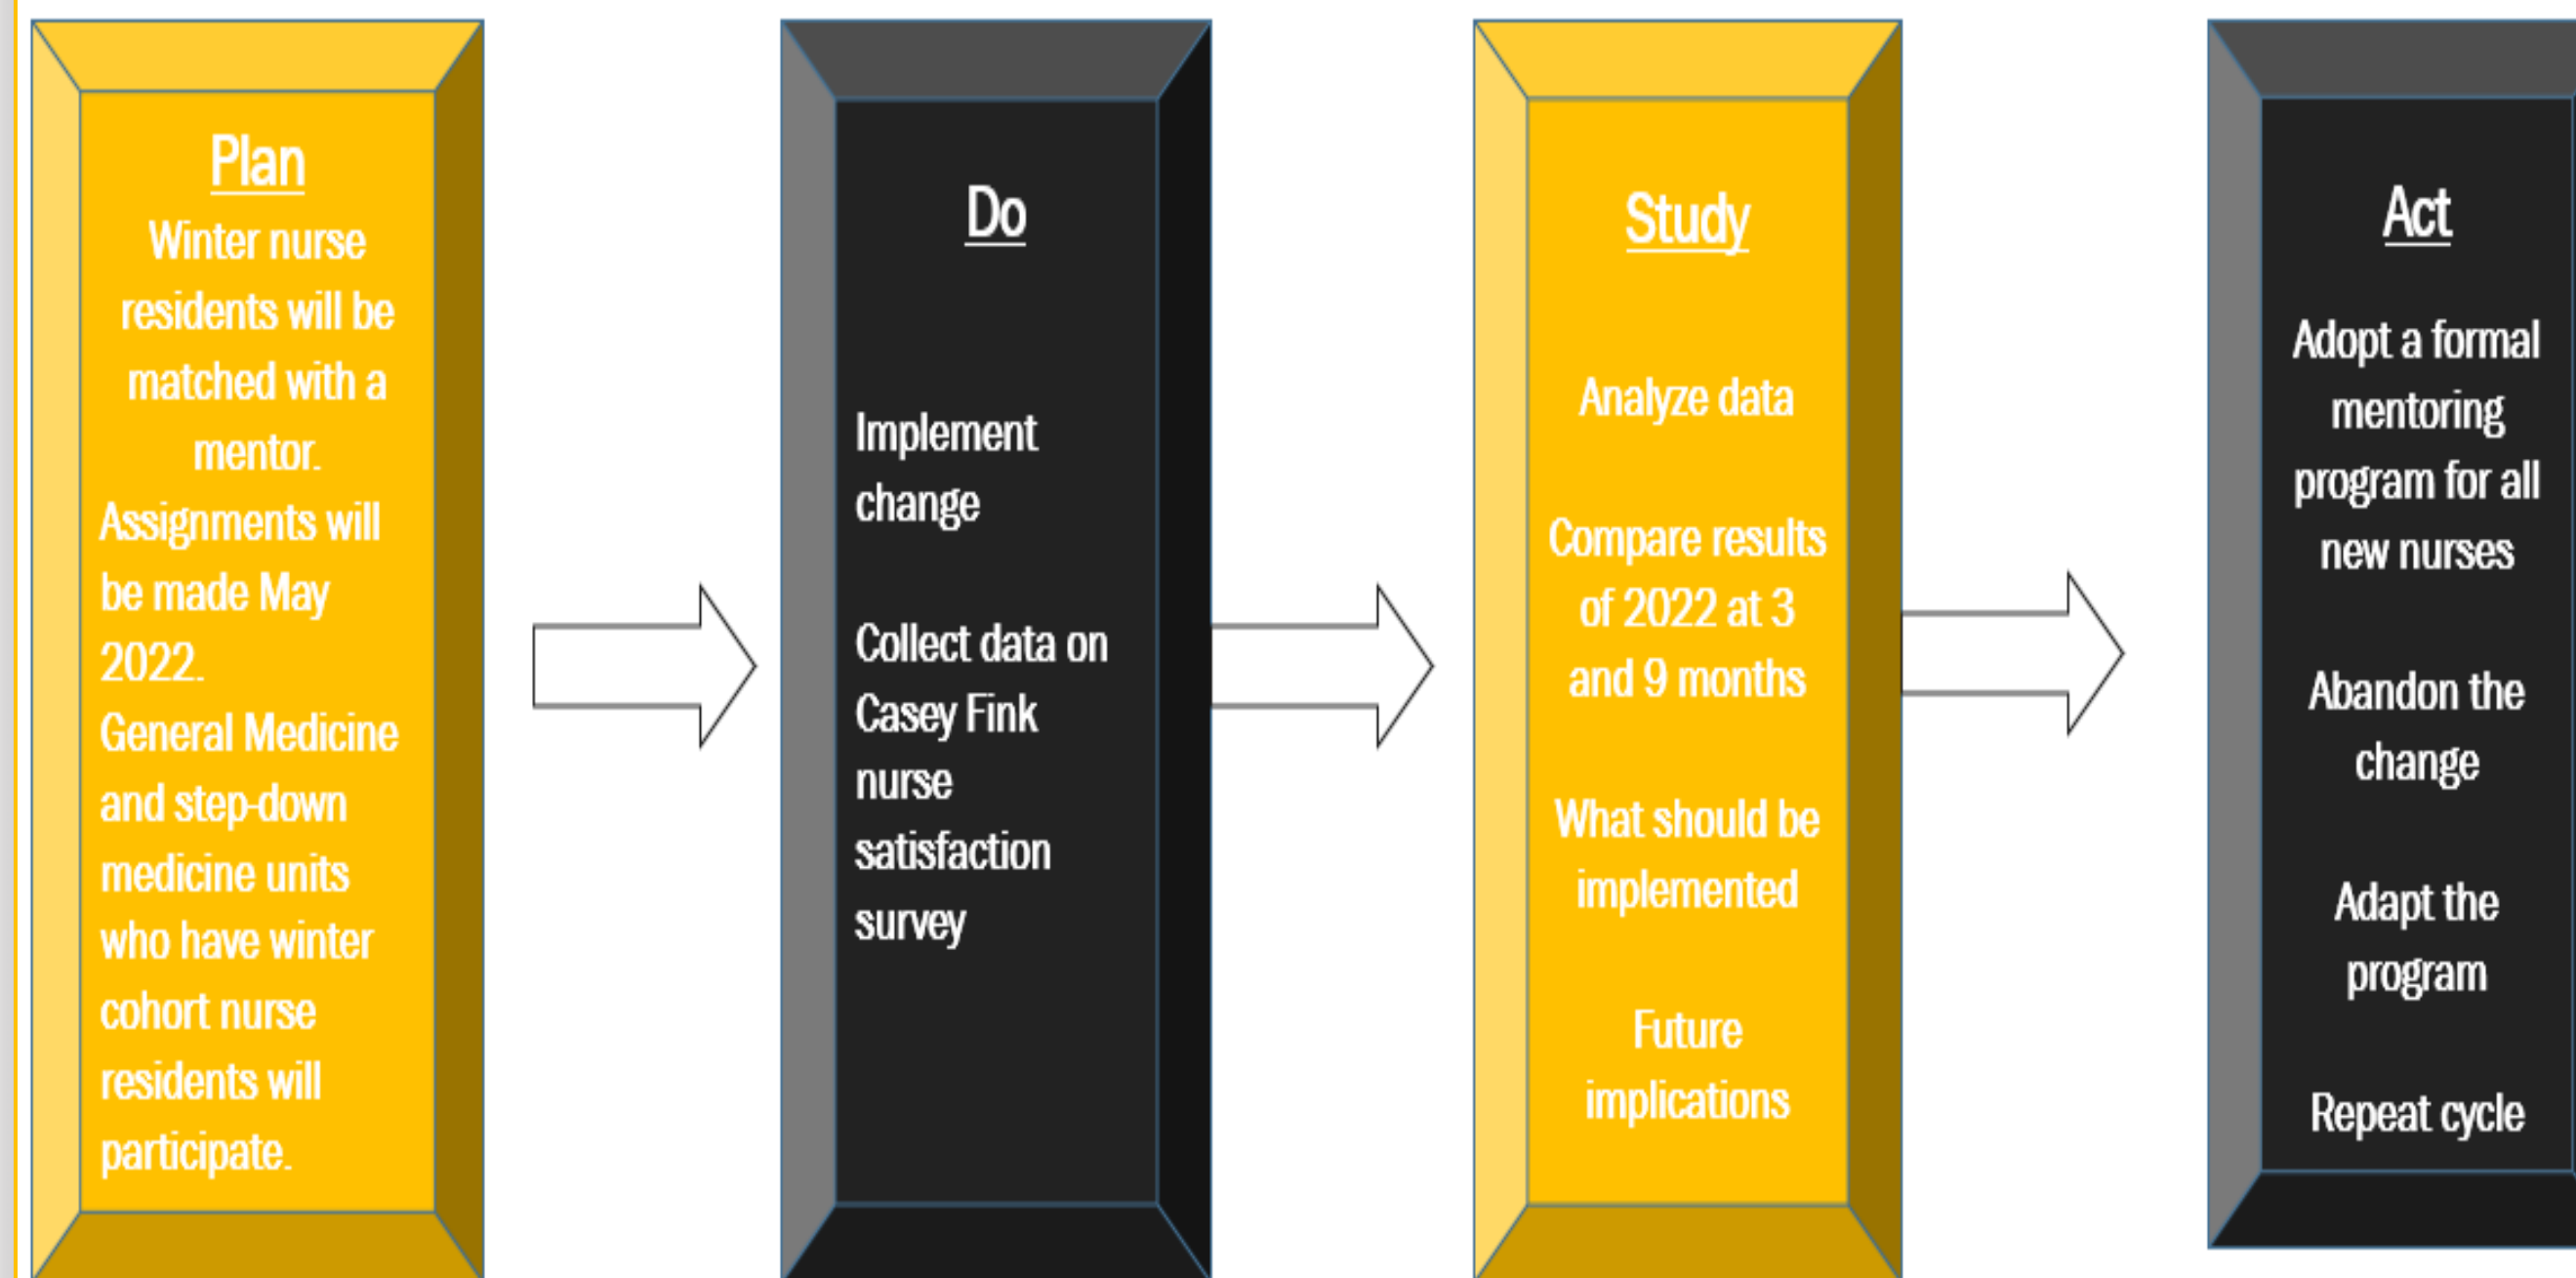 Plan
Winter nurse
residents will be
matched with a
mentor.
Assignments will
be made May
2022.
General Medicine
and step-down
medicine units
who have winter
cohort nurse
residents will
participate.
Do
Implement
change
Collect data on
Casey Fink
nurse
satisfaction
survey
Study
Analyze data
Compare results
of 2022 at 3
and 9 months
What should be
implemented
Future
implications
Act
Adopt a formal
mentoring
program for all
new nurses
Abandon the
change
Adapt the
program
Repeat cycle